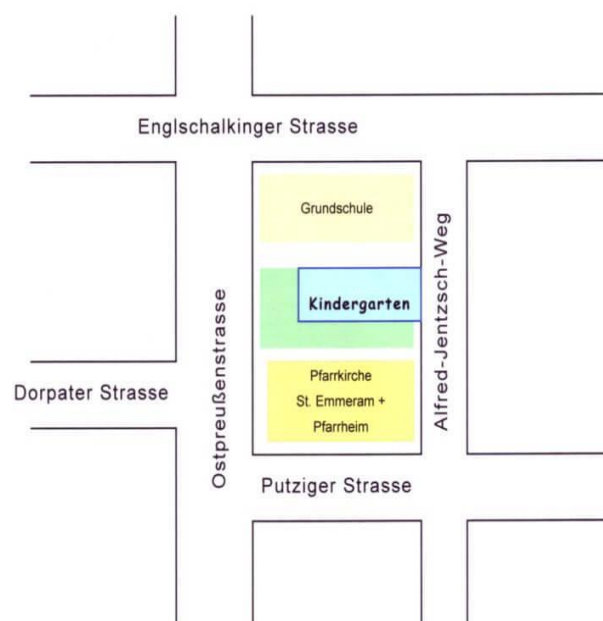 Englschalkinger Strasse
Grundschule
Kindergarten
Alfred-Jentzsch-Weg
Ostpreußenstrasse
Dorpater Strasse
Pfarrkirche
St. Emmeram +
Pfarrheim
Putziger Strasse